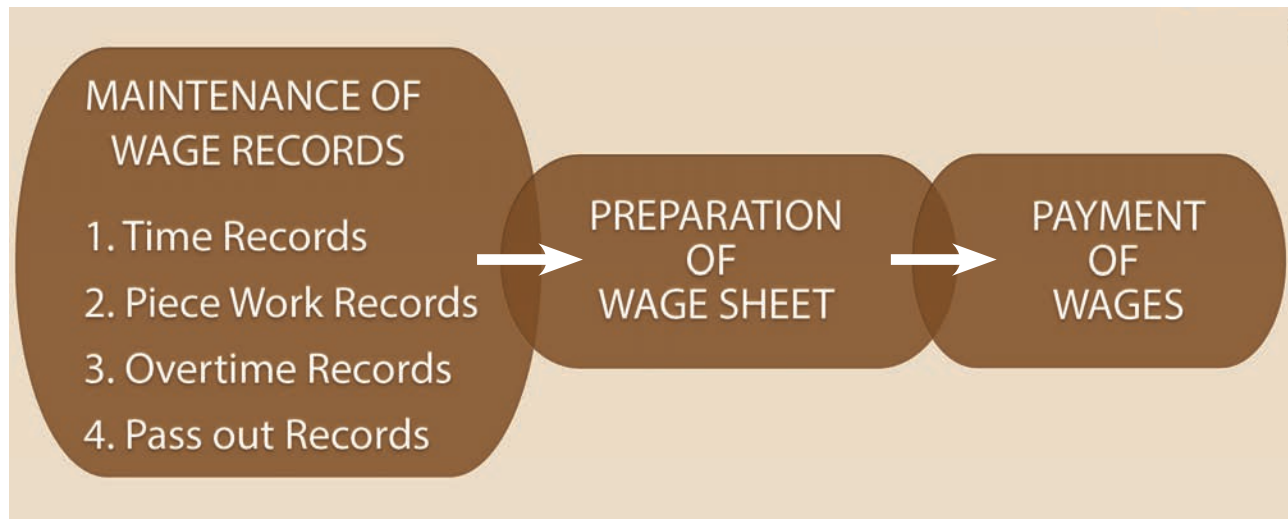 MAINTENANCE OF
WAGE RECORDS
1. Time Records
2. Piece Work Records
3. Overtime Records
4. Pass out Records
PREPARATION
OF
WAGE SHEET
PAYMENT
OF
WAGES